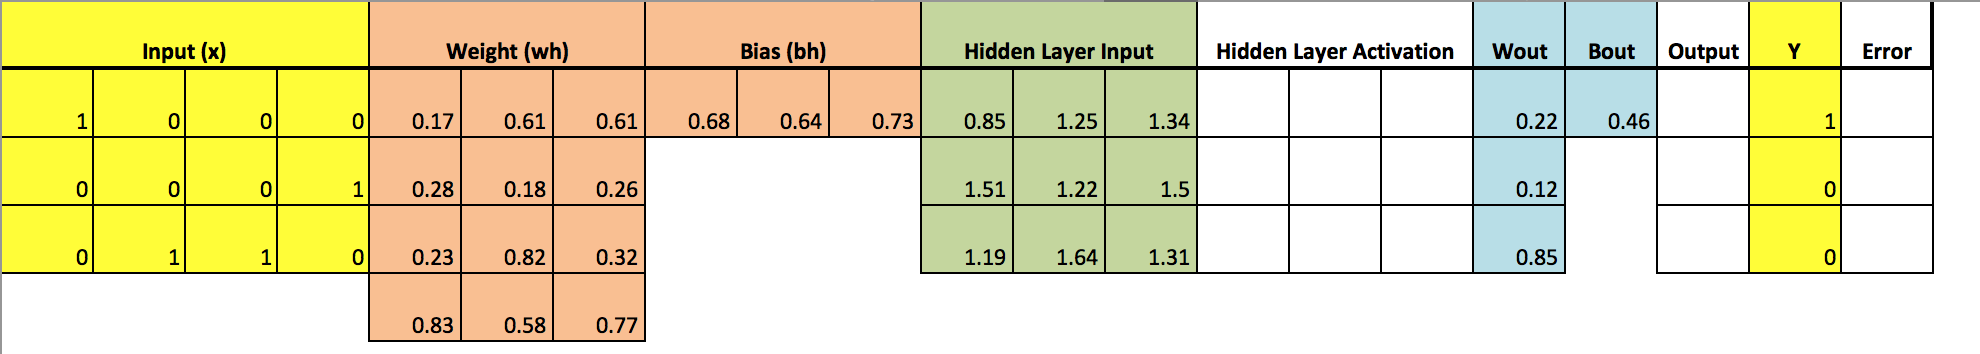 Input (x) Weight (wh) Bias (bh) Hidden Layer Input Hidden Layer Activation Wout Bout Output Y Error
1 0 0 0 0.17 0.61 0.61 0.68 0.64 0.73 0.85 1.25 1.34 0.22 0.46 1
0 0 0 1 0.28 0.18 0.26 1.51 1.22 1.5 0.12 0
0 1 1 0 0.23 0.82 0.32 1.19 1.64 1.31 0.85 0
0.83 0.58 0.77